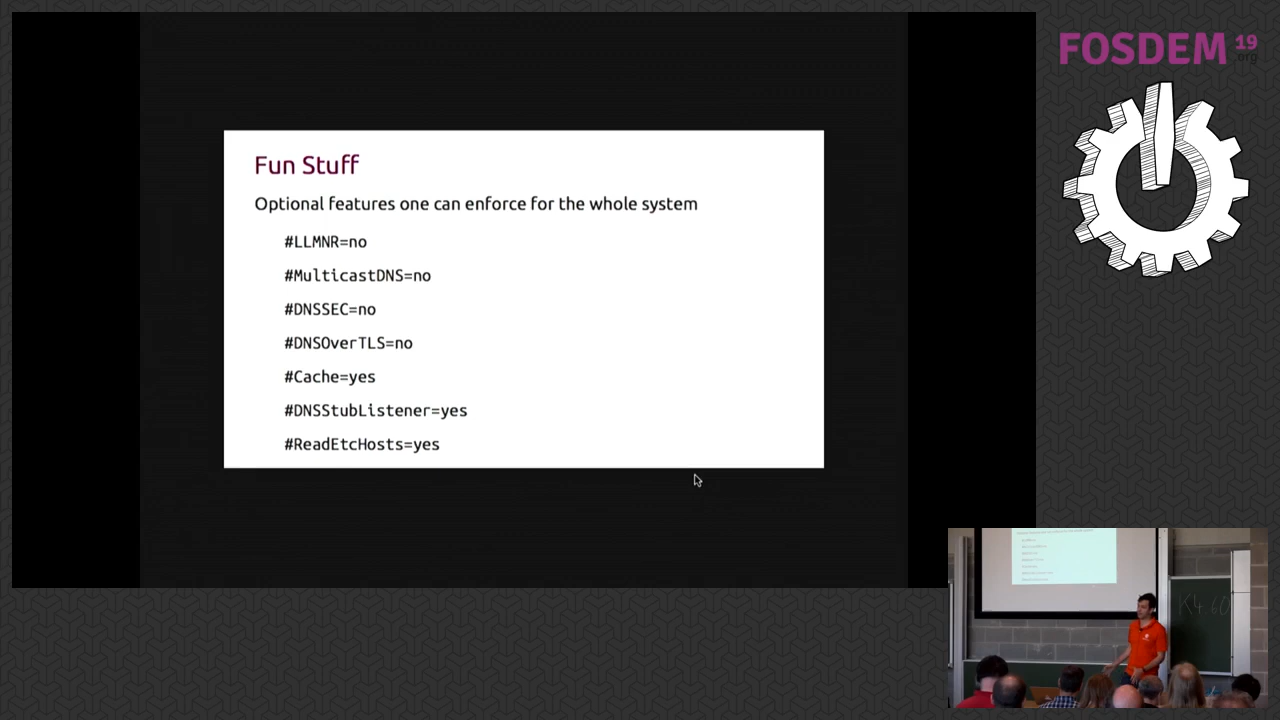 FOSDEM 19
.org
Fun Stuff
Optional features one can enforce for the whole system
#LLMNR=no
#MulticastDNS=no
#DNSSEC=no
#DNSOverTLS=no
#Cache=yes
#DNSStubListener=yes
#ReadEtcHosts=yes